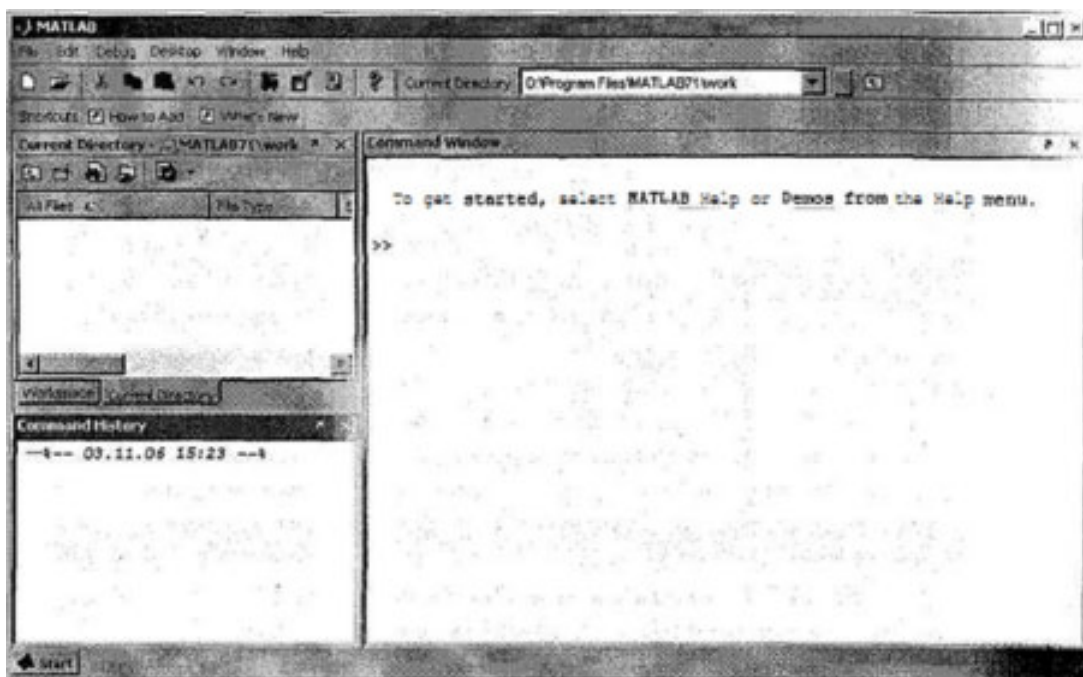 MATLAB
File Edit Debug Desktop Window Help
Current Directory: D:\Program Files\MATLAB71\work
Shortcuts How to Add What's New
Current Directory - ...\MATLAB71\work
All Files File Type
Workspace Current Directory
Command History
--%-- 03.11.06 15:23 --%
Command Window
To get started, select MATLAB Help or Demos from the Help menu.
>>
Start